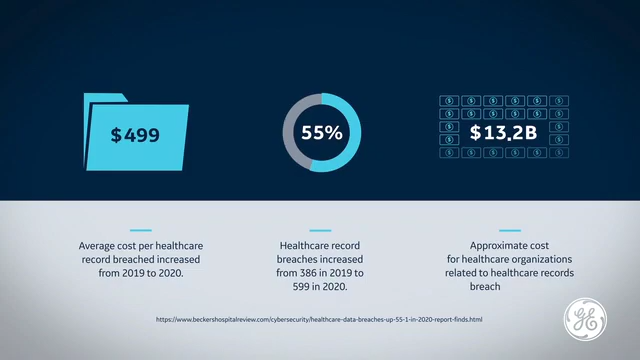 $499
55%
$13.2B
Average cost per healthcare
record breached increased
from 2019 to 2020.
Healthcare record
breaches increased
from 386 in 2019 to
599 in 2020.
Approximate cost
for healthcare organizations
related to healthcare records
breach
https://www.beckershospitalreview.com/cybersecurity/healthcare-data-breaches-up-55-1-in-2020-report-finds.html
GE